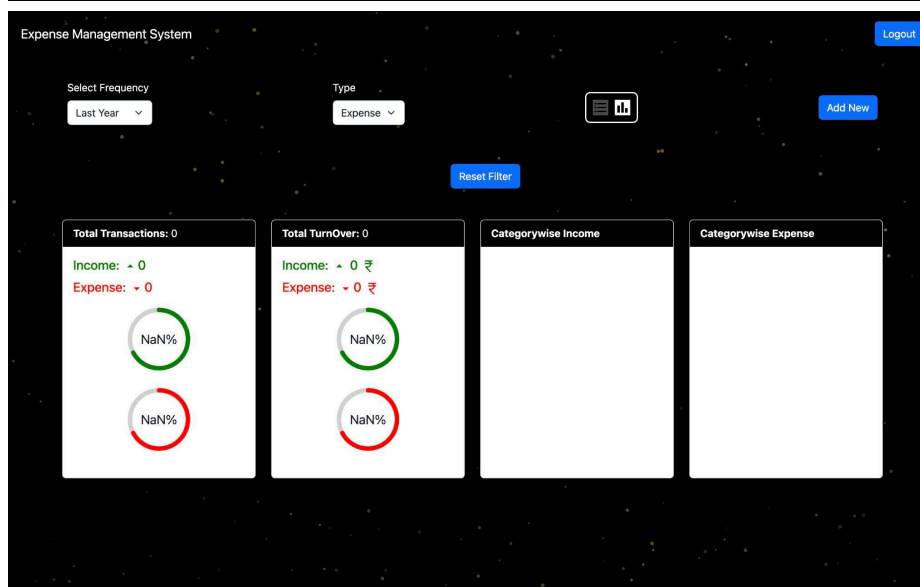 Expense Management System
Logout
Select Frequency
Type
Last Year
Expense
Add New
Reset Filter
Total Transactions: 0
Income: 0
Expense: 0
NaN%
NaN%
Total TurnOver: 0
Income: 0 ₹
Expense: 0 ₹
NaN%
NaN%
Categorywise Income
Categorywise Expense